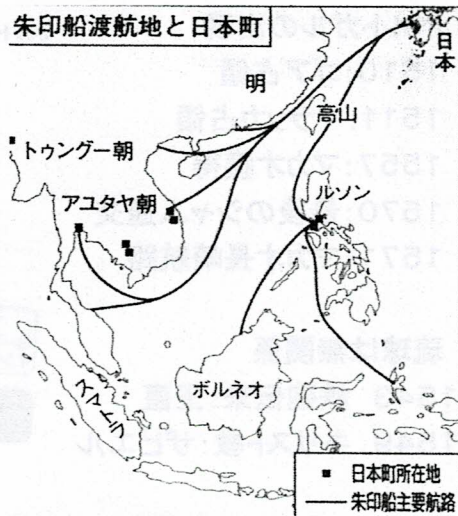 朱印船渡航地と日本町
日本
明
高山
トゥングー朝
アユタヤ朝
ルソン
スマトラ
ボルネオ
■ 日本町所在地
― 朱印船主要航路